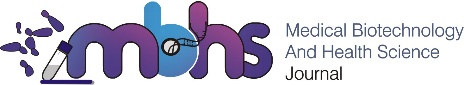 mbhs
Medical Biotechnology
And Health Science
Journal